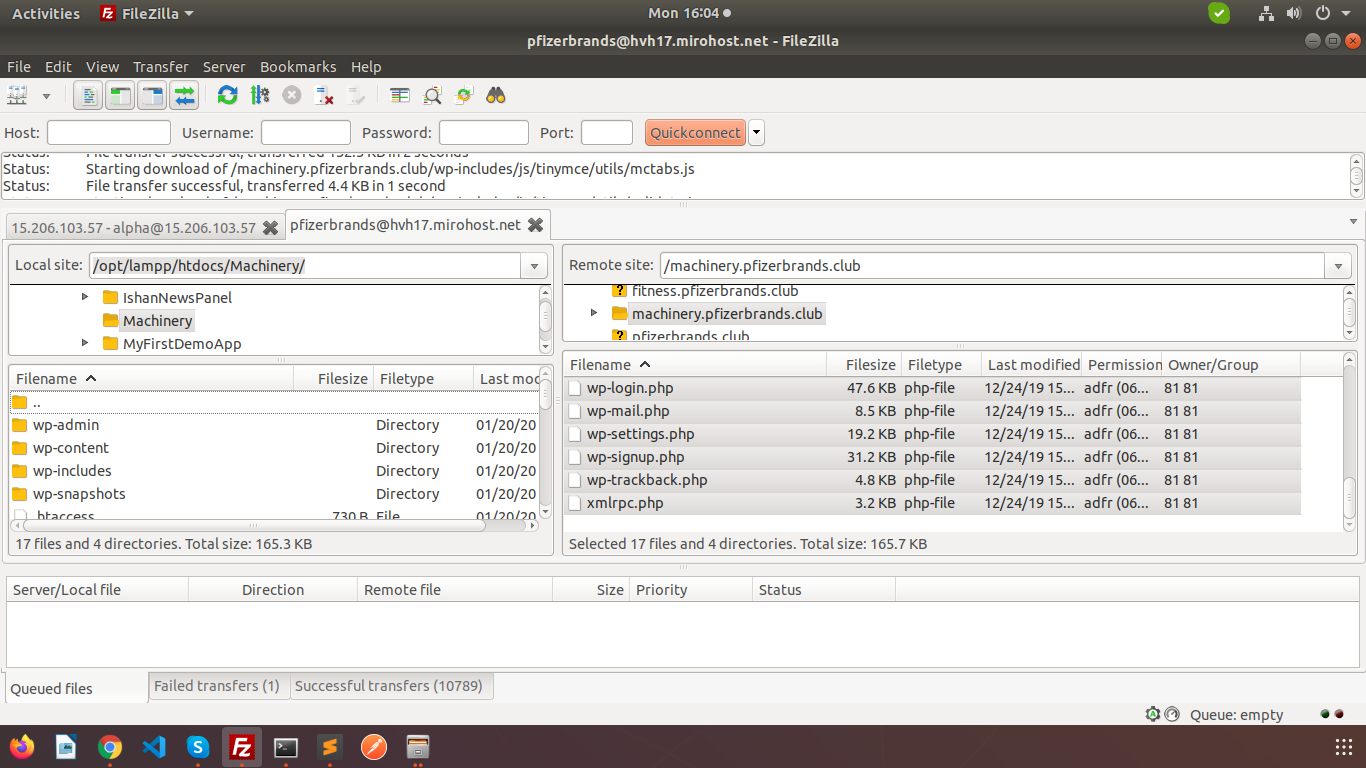 Activities FileZilla Mon 16:04
pfizerbrands@hvh17.mirohost.net - FileZilla
File Edit View Transfer Server Bookmarks Help
Host: Username: Password: Port: Quickconnect
Status: File transfer successful, transferred 132.3 KB in 2 seconds
Status: Starting download of /machinery.pfizerbrands.club/wp-includes/js/tinymce/utils/mctabs.js
Status: File transfer successful, transferred 4.4 KB in 1 second
15.206.103.57 - alpha@15.206.103.57 pfizerbrands@hvh17.mirohost.net
Local site: /opt/lampp/htdocs/Machinery/
IshanNewsPanel
Machinery
MyFirstDemoApp
Filename Filesize Filetype Last mod
..
wp-admin Directory 01/20/20
wp-content Directory 01/20/20
wp-includes Directory 01/20/20
wp-snapshots Directory 01/20/20
.htaccess 730 B File 01/20/20
17 files and 4 directories. Total size: 165.3 KB
Remote site: /machinery.pfizerbrands.club
fitness.pfizerbrands.club
machinery.pfizerbrands.club
pfizerbrands.club
Filename Filesize Filetype Last modified Permission Owner/Group
wp-login.php 47.6 KB php-file 12/24/19 15... adfr (06... 81 81
wp-mail.php 8.5 KB php-file 12/24/19 15... adfr (06... 81 81
wp-settings.php 19.2 KB php-file 12/24/19 15... adfr (06... 81 81
wp-signup.php 31.2 KB php-file 12/24/19 15... adfr (06... 81 81
wp-trackback.php 4.8 KB php-file 12/24/19 15... adfr (06... 81 81
xmlrpc.php 3.2 KB php-file 12/24/19 15... adfr (06... 81 81
Selected 17 files and 4 directories. Total size: 165.7 KB
Server/Local file Direction Remote file Size Priority Status
Queued files Failed transfers (1) Successful transfers (10789)
Queue: empty